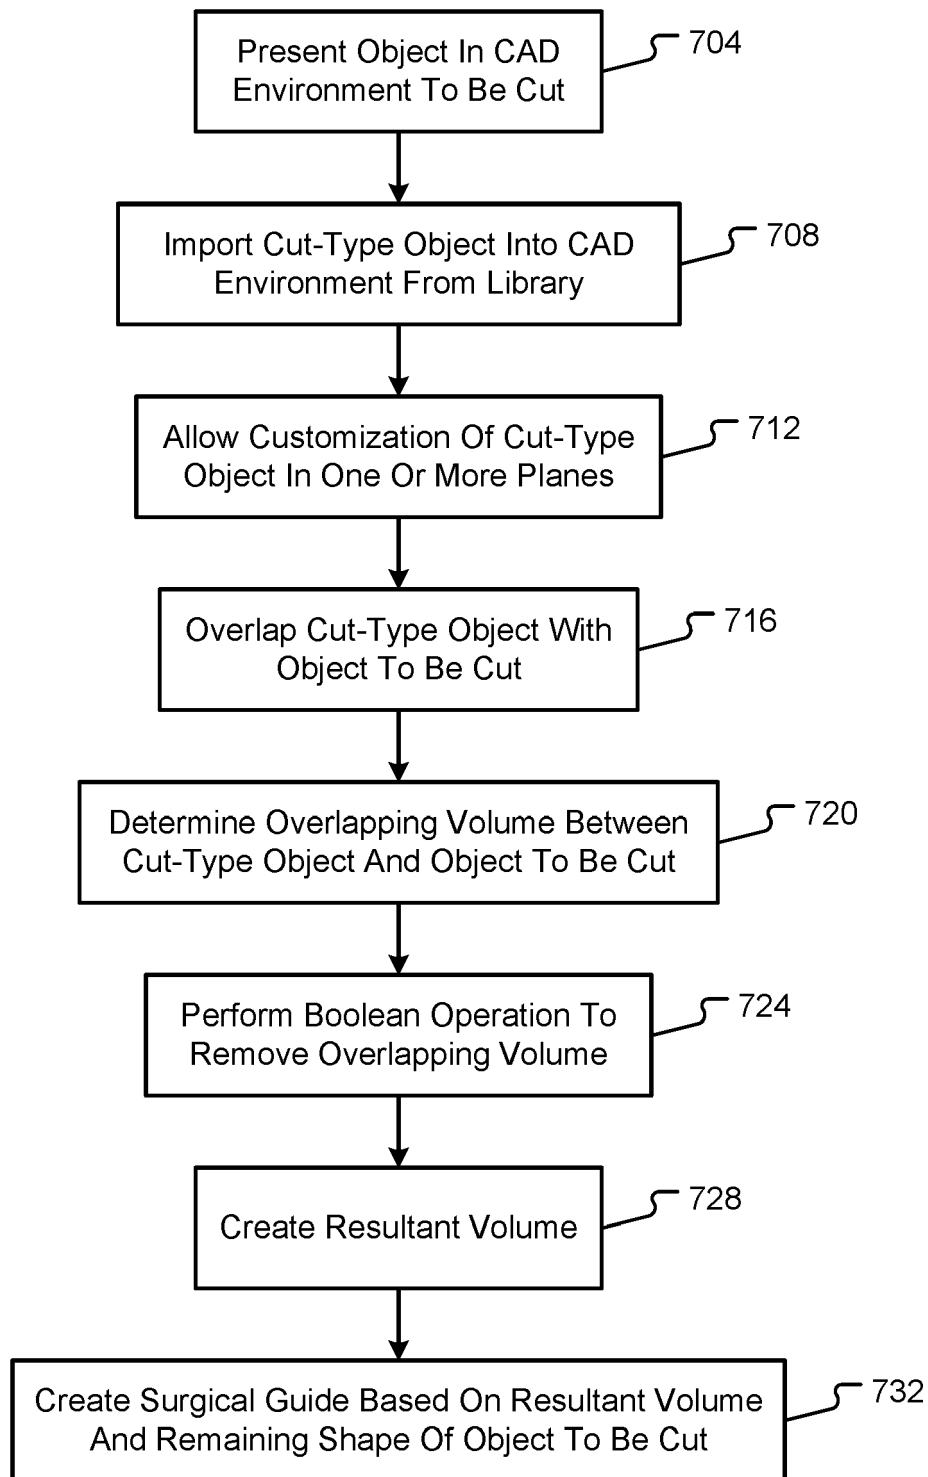 Present Object In CAD
Environment To Be Cut
704
Import Cut-Type Object Into CAD
Environment From Library
708
Allow Customization Of Cut-Type
Object In One Or More Planes
712
Overlap Cut-Type Object With
Object To Be Cut
716
Determine Overlapping Volume Between
Cut-Type Object And Object To Be Cut
720
Perform Boolean Operation To
Remove Overlapping Volume
724
Create Resultant Volume
728
Create Surgical Guide Based On Resultant Volume
And Remaining Shape Of Object To Be Cut
732